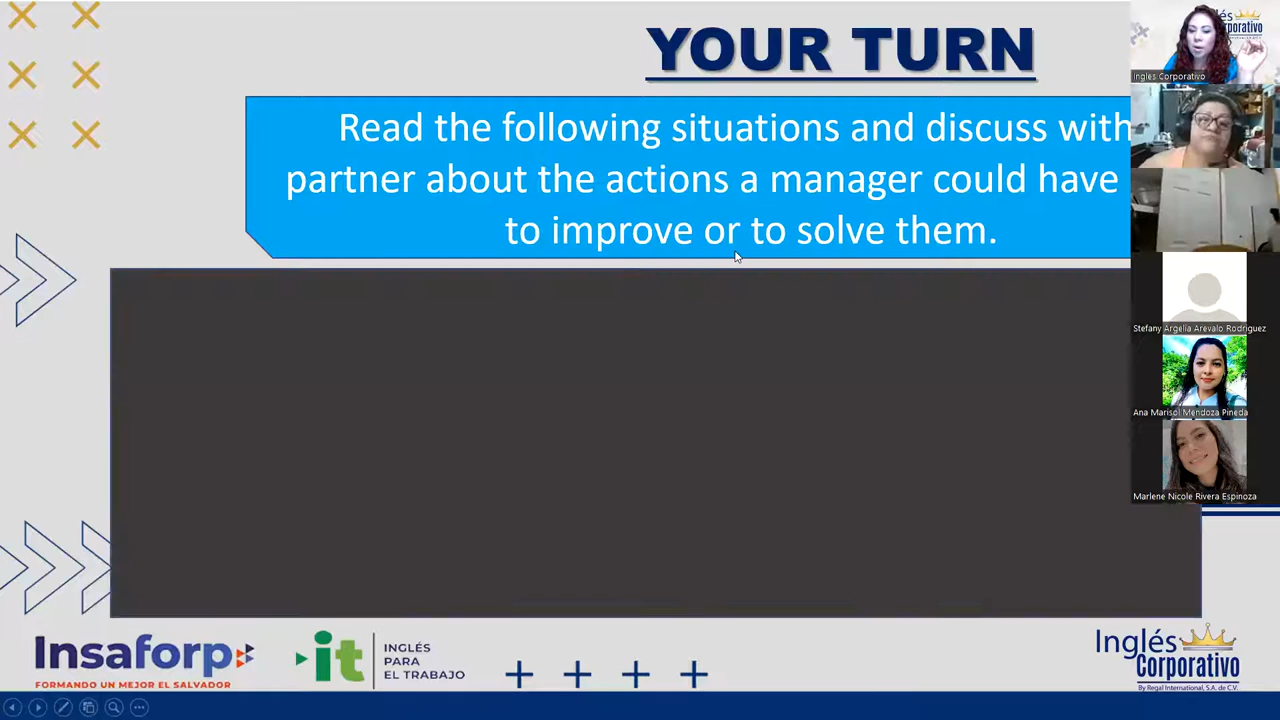 YOUR TURN
Read the following situations and discuss with
partner about the actions a manager could have
to improve or to solve them.
Ingles Corporativo
Stefany Argelia Arevalo Rodriguez
Ana Marisol Mendoza Pineda
Marlene Nicole Rivera Espinoza
Insaforp
FORMANDO UN MEJOR EL SALVADOR
it
INGLÉS
PARA
EL TRABAJO
Inglés
Corporativo
By Regal International, S.A. de C.V.